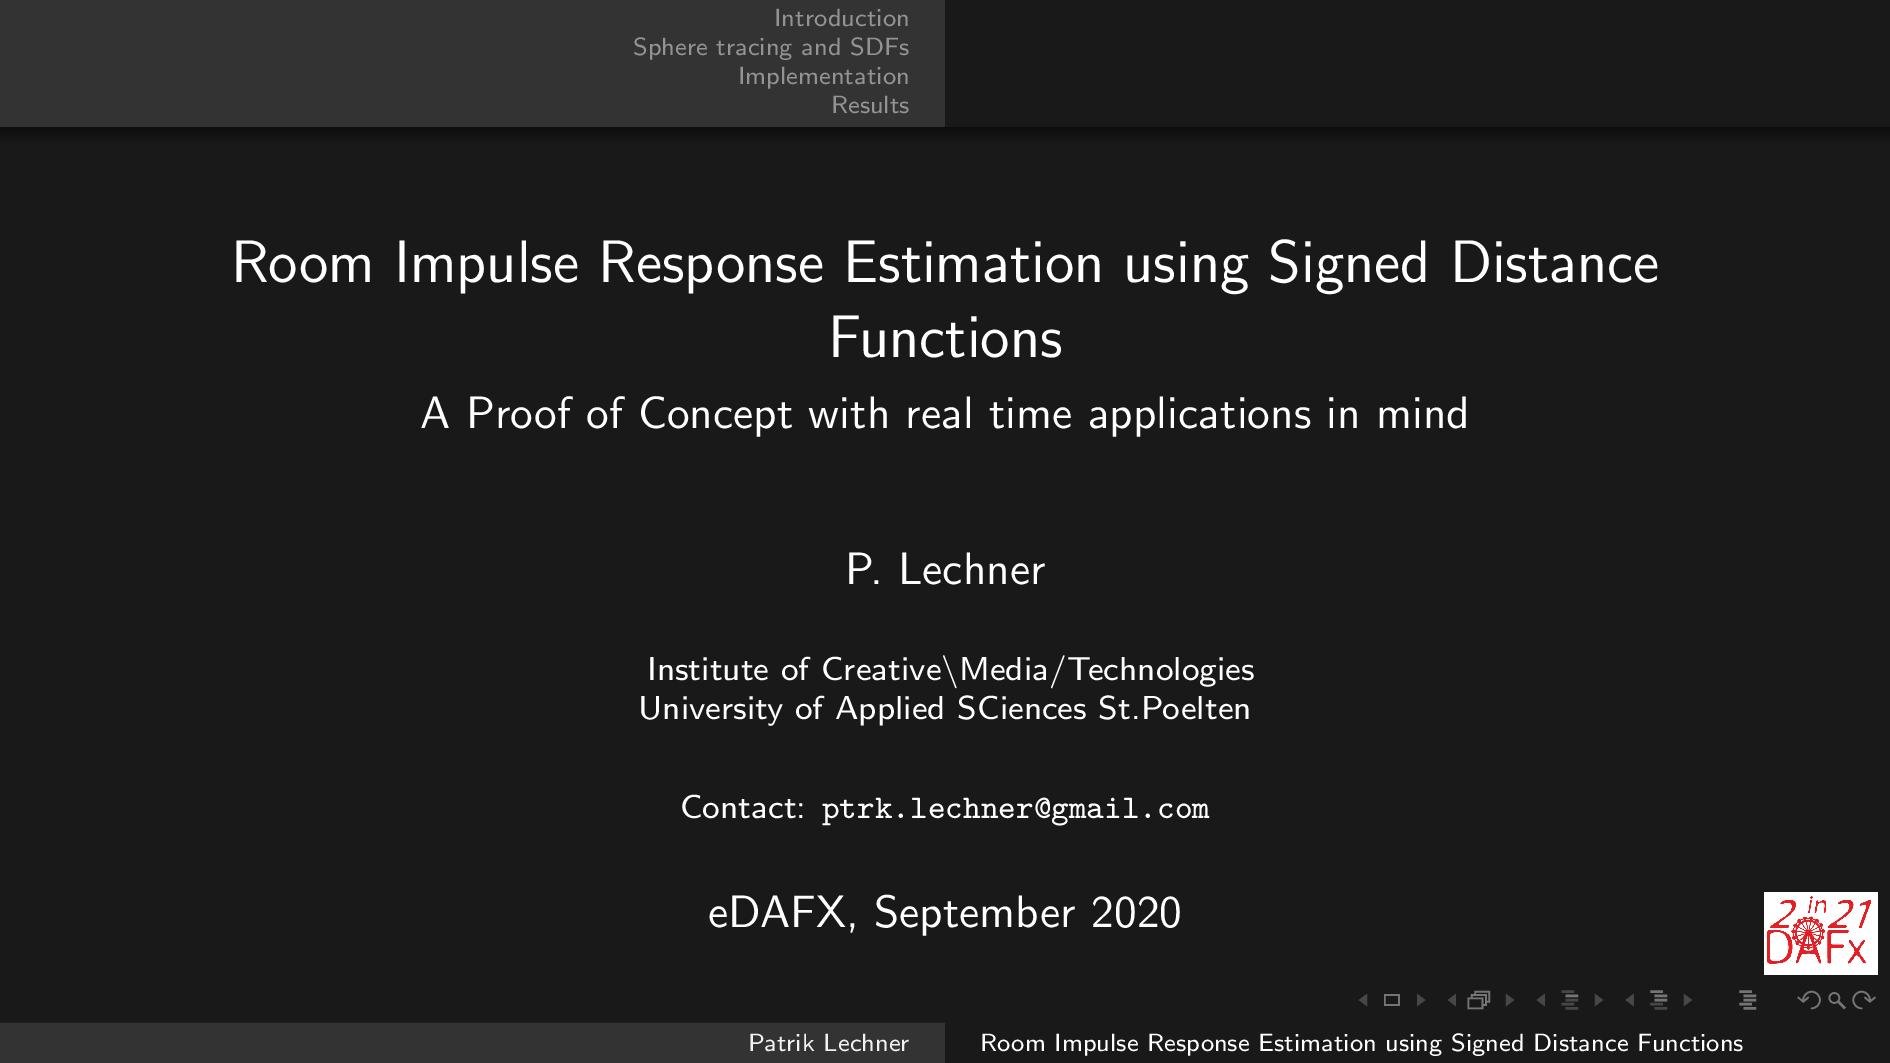 Introduction
Sphere tracing and SDFs
Implementation
Results
Room Impulse Response Estimation using Signed Distance
Functions
A Proof of Concept with real time applications in mind
P. Lechner
Institute of Creative\Media/Technologies
University of Applied SCiences St.Poelten
Contact: ptrk.lechner@gmail.com
eDAFX, September 2020
2 in 21
DAFx
Patrik Lechner
Room Impulse Response Estimation using Signed Distance Functions